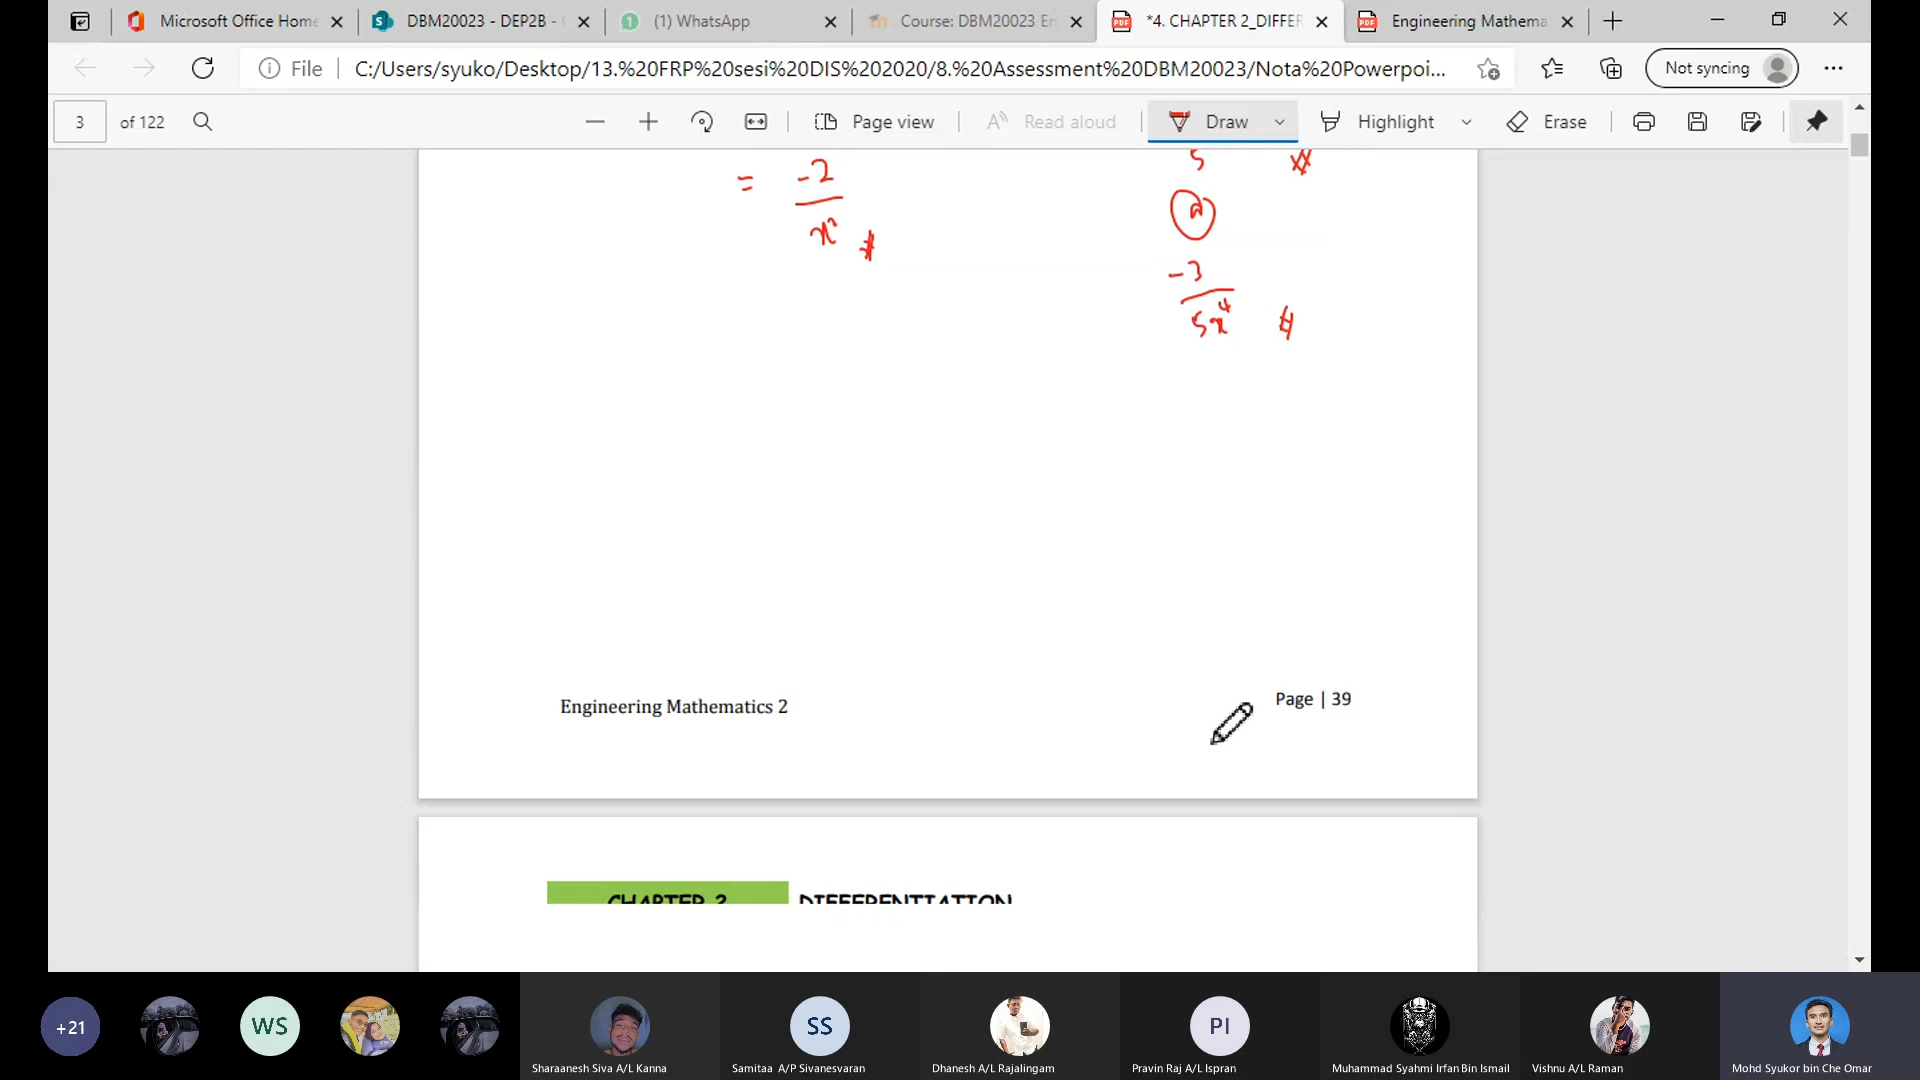 Microsoft Office Home
DBM20023 - DEP2B -
(1) WhatsApp
Course: DBM20023 En
*4. CHAPTER 2_DIFFER
Engineering Mathema
File
C:/Users/syuko/Desktop/13.%20FRP%20sesi%20DIS%202020/8.%20Assessment%20DBM20023/Nota%20Powerpoi...
Not syncing
3 of 122
Page view
Read aloud
Draw
Highlight
Erase
= -2
x²
5
-3
5x⁴
Engineering Mathematics 2
Page | 39
CHAPTER 2
DIFFERENTIATION
+21
WS
SS
PI
Sharaanesh Siva A/L Kanna
Samitaa A/P Sivanesvaran
Dhanesh A/L Rajalingam
Pravin Raj A/L Ispran
Muhammad Syahmi Irfan Bin Ismail
Vishnu A/L Raman
Mohd Syukor bin Che Omar